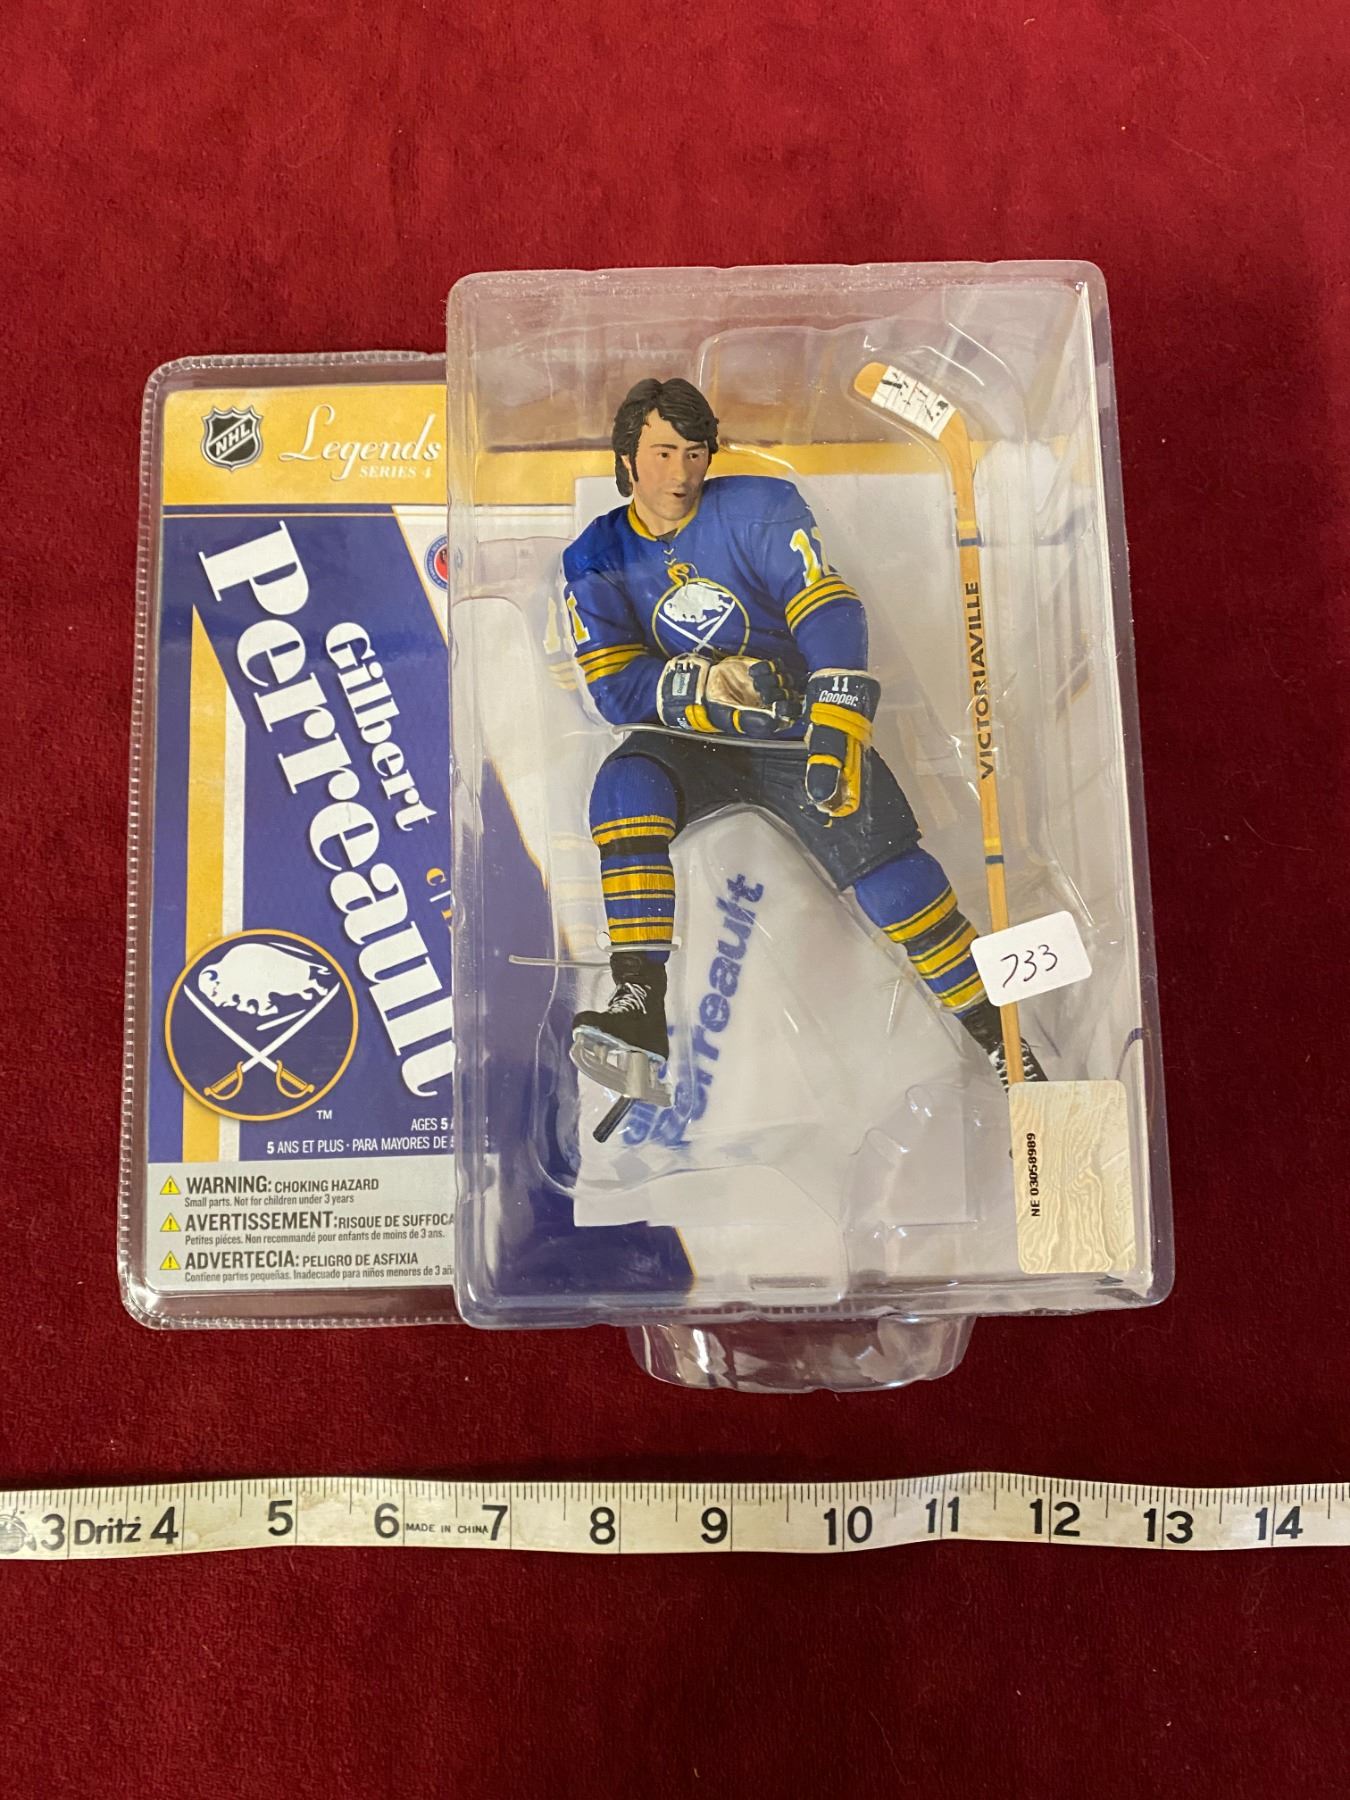 NHL
Legends
SERIES 4
Gilbert
Perreault
TM
AGES 5
5 ANS ET PLUS · PARA MAYORES DE 5
WARNING: CHOKING HAZARD
Small parts. Not for children under 3 years
AVERTISSEMENT: RISQUE DE SUFFOCA
Petites pièces. Non recommandé pour enfants de moins de 3 ans.
ADVERTECIA: PELIGRO DE ASFIXIA
Contiene partes pequeñas. Inadecuado para niños menores de 3 añ
11
11
11
Cooper
VICTORIAVILLE
Perreault
733
NE 03058989
3 Dritz 4 5 6 MADE IN CHINA 7 8 9 10 11 12 13 14